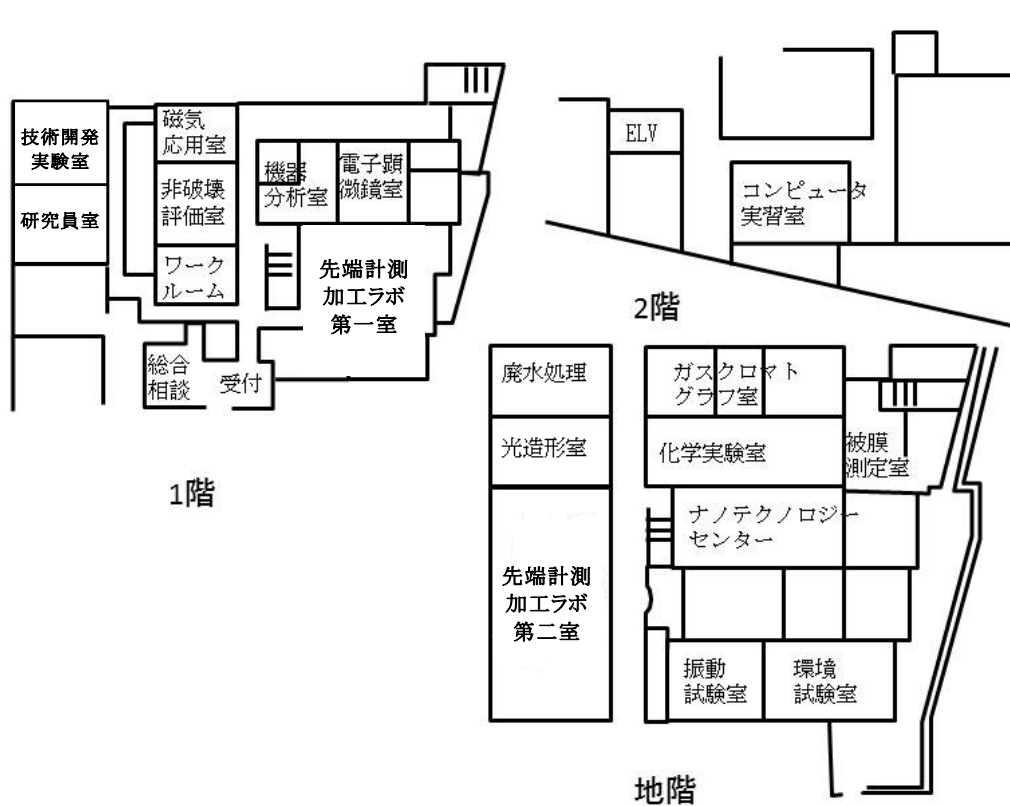 技術開発
実験室
研究員室
磁気
応用室
非破壊
評価室
ワーク
ルーム
機器
分析室
電子顕
微鏡室
先端計測
加工ラボ
第一室
総合
相談
受付
1階
ELV
コンピュータ
実習室
2階
廃水処理
光造形室
先端計測
加工ラボ
第二室
ガスクロマト
グラフ室
化学実験室
被膜
測定室
ナノテクノロジー
センター
振動
試験室
環境
試験室
地階